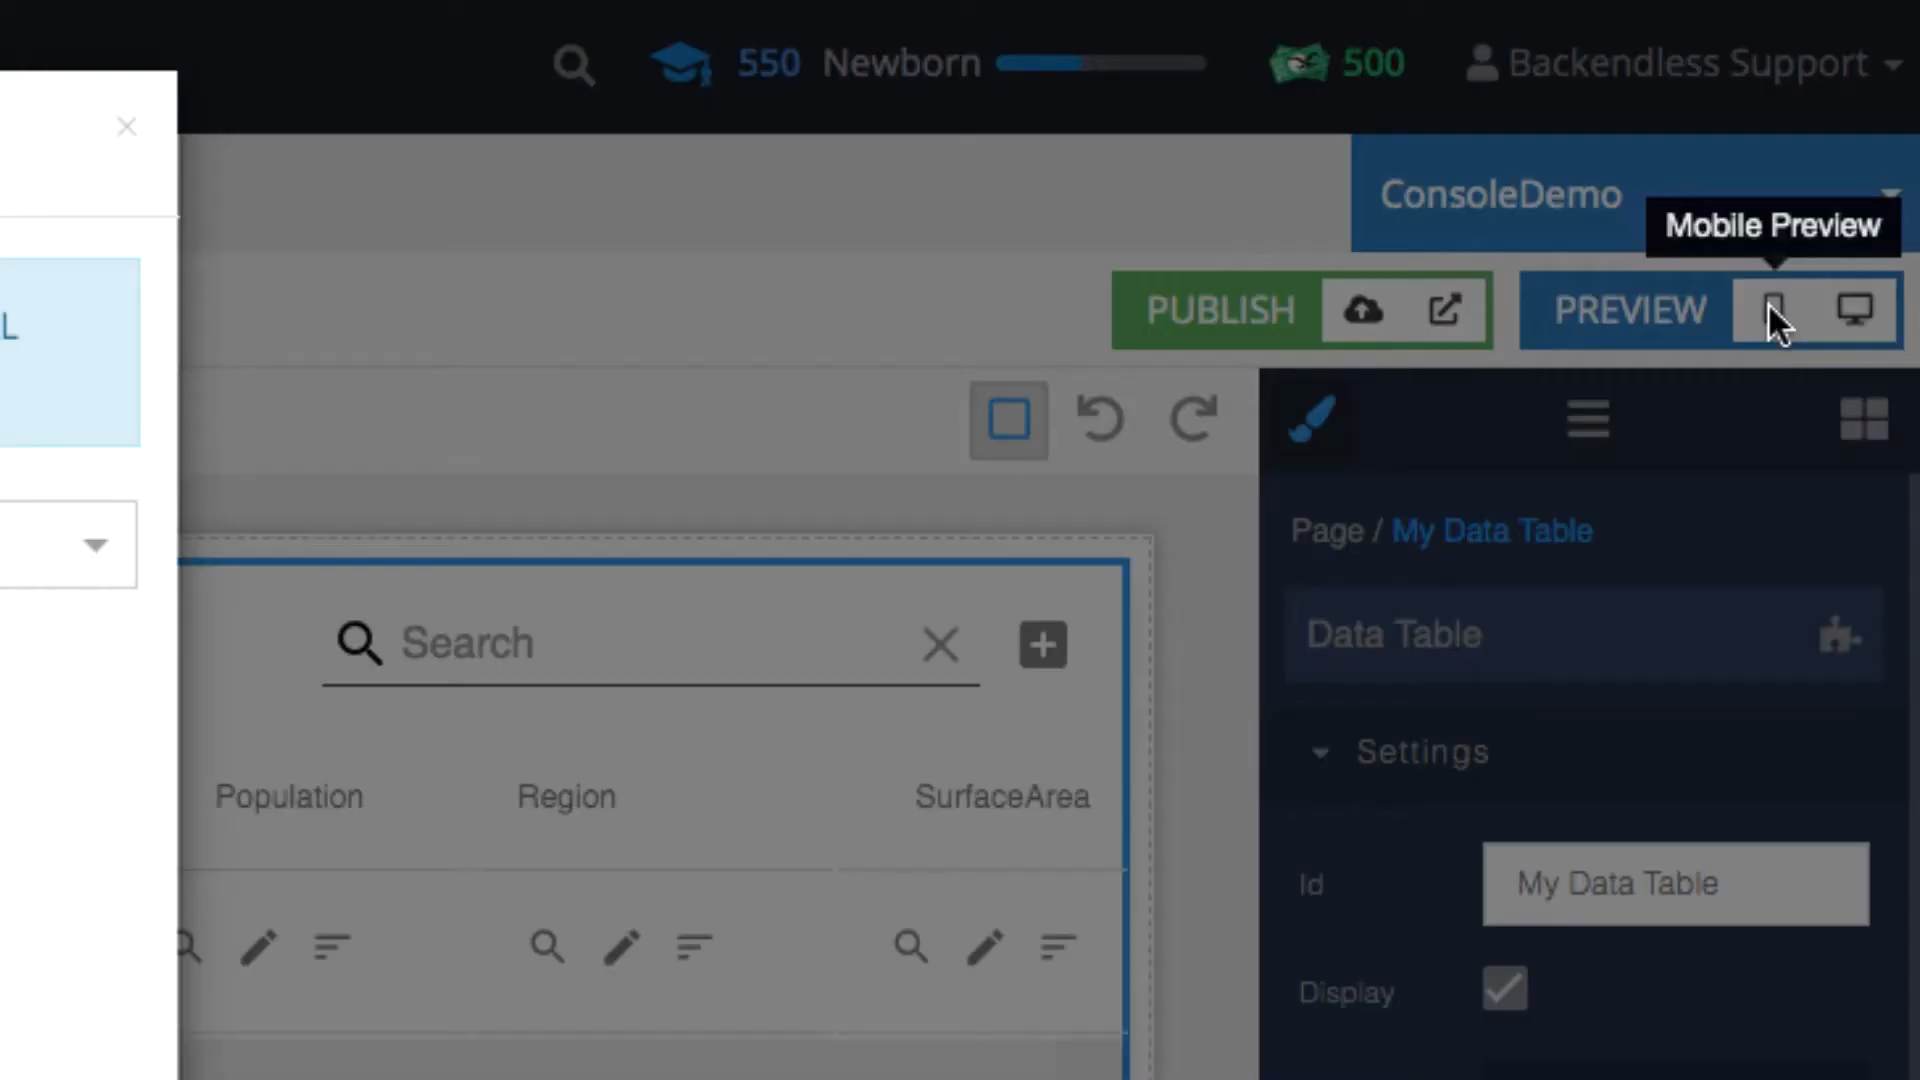 550 Newborn 500 Backendless Support
ConsoleDemo
Mobile Preview
PUBLISH PREVIEW
L
Page / My Data Table
Search
Data Table
Settings
Population Region SurfaceArea
Id My Data Table
Display